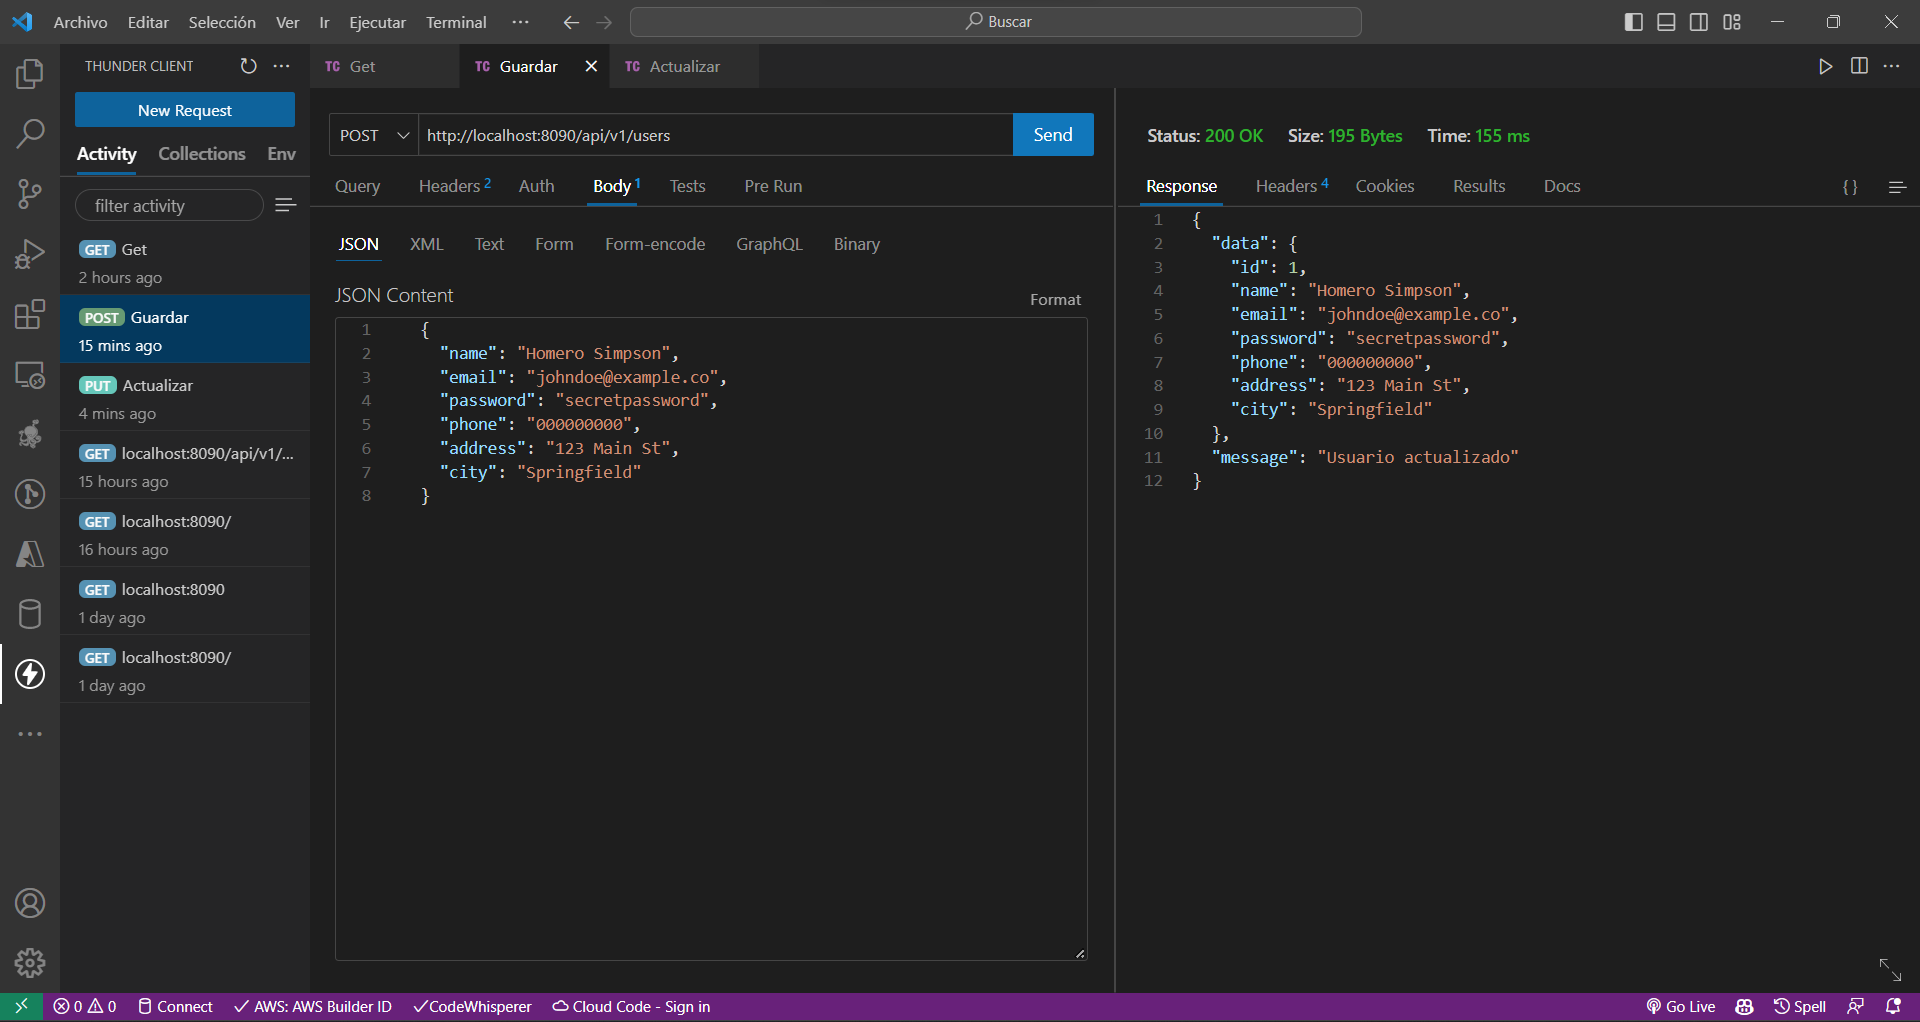 Archivo Editar Selección Ver Ir Ejecutar Terminal ··· Buscar
THUNDER CLIENT ···
New Request
Activity Collections Env
filter activity
GET Get
2 hours ago
POST Guardar
15 mins ago
PUT Actualizar
4 mins ago
GET localhost:8090/api/v1/...
15 hours ago
GET localhost:8090/
16 hours ago
GET localhost:8090
1 day ago
GET localhost:8090/
1 day ago
TC Get TC Guardar TC Actualizar
POST http://localhost:8090/api/v1/users Send
Query Headers 2 Auth Body 1 Tests Pre Run
JSON XML Text Form Form-encode GraphQL Binary
JSON Content
Format
1 {
2 "name": "Homero Simpson",
3 "email": "johndoe@example.co",
4 "password": "secretpassword",
5 "phone": "000000000",
6 "address": "123 Main St",
7 "city": "Springfield"
8 }
Status: 200 OK Size: 195 Bytes Time: 155 ms
Response Headers 4 Cookies Results Docs {}
1 {
2 "data": {
3 "id": 1,
4 "name": "Homero Simpson",
5 "email": "johndoe@example.co",
6 "password": "secretpassword",
7 "phone": "000000000",
8 "address": "123 Main St",
9 "city": "Springfield"
10 },
11 "message": "Usuario actualizado"
12 }
0 0 Connect AWS: AWS Builder ID CodeWhisperer Cloud Code - Sign in Go Live Spell